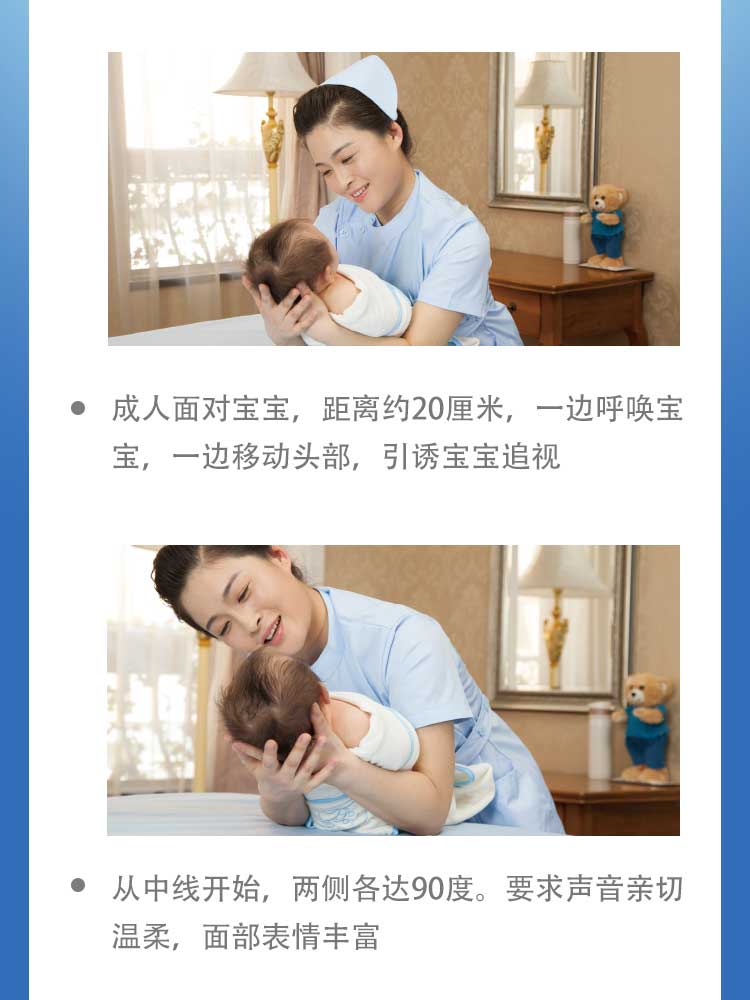 成人面对宝宝，距离约20厘米，一边呼唤宝
宝，一边移动头部，引诱宝宝追视
从中线开始，两侧各达90度。要求声音亲切
温柔，面部表情丰富